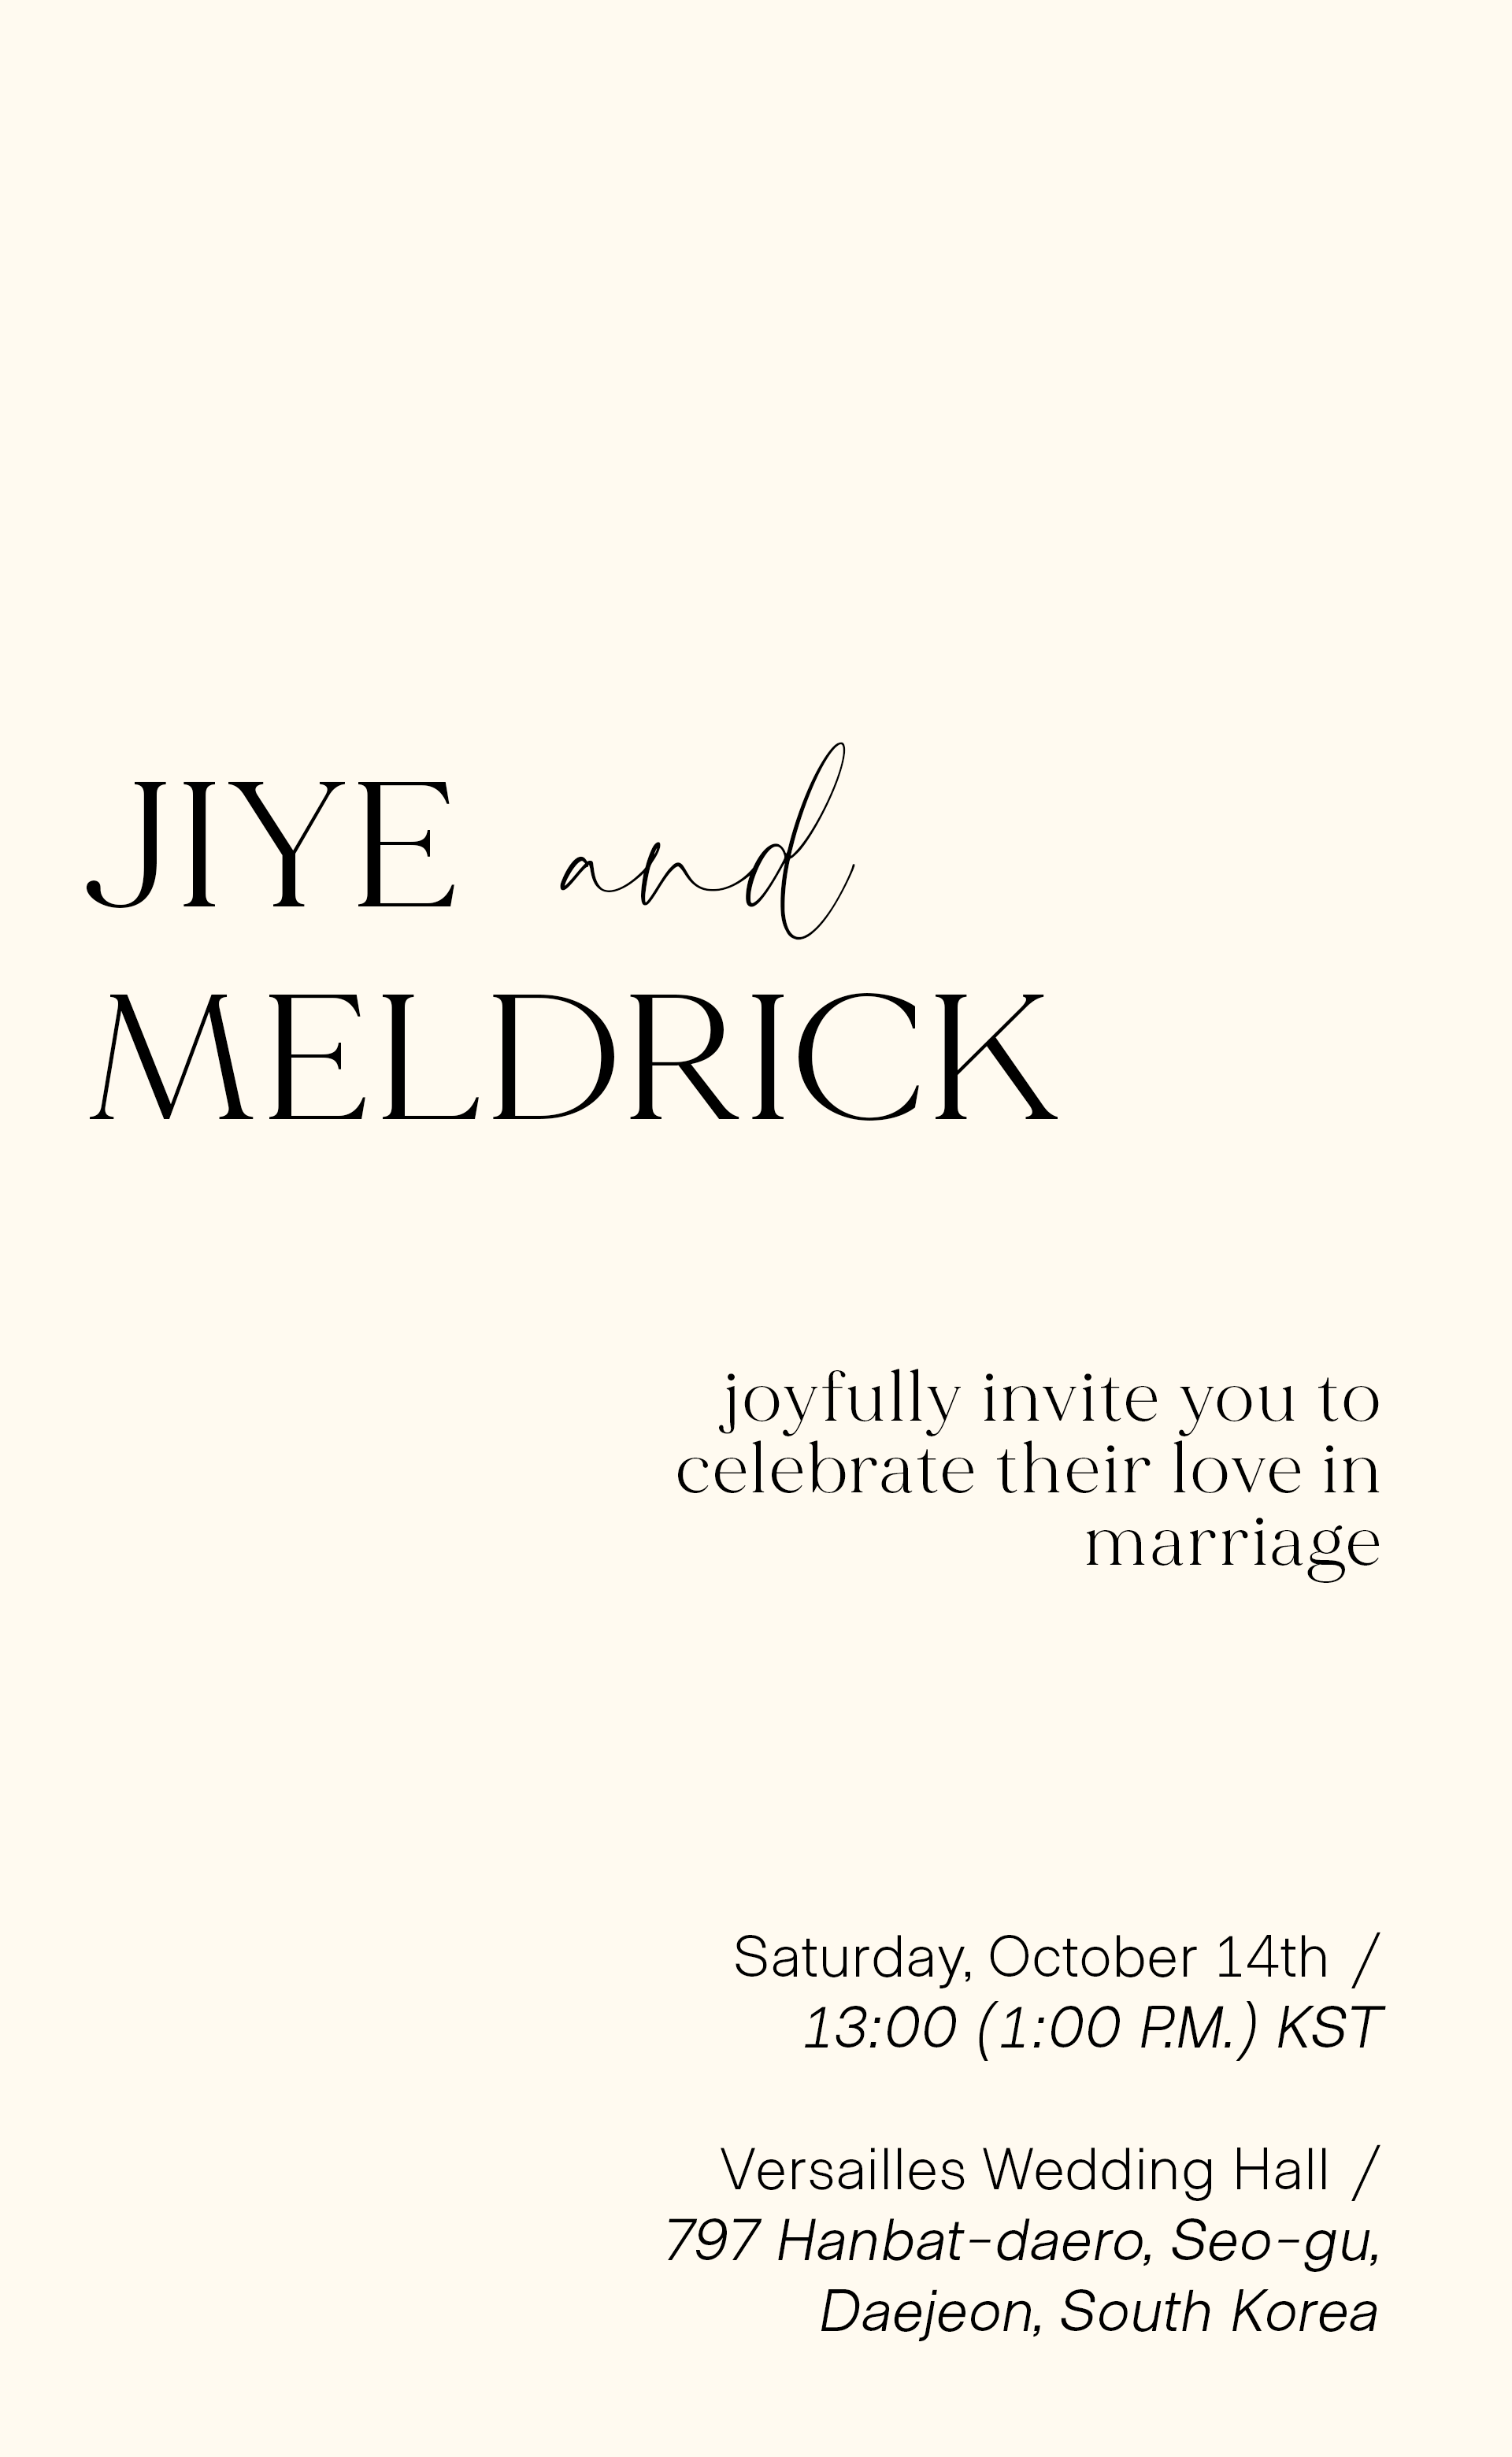 JIYE and
MELDRICK
joyfully invite you to
celebrate their love in
marriage
Saturday, October 14th /
13:00 (1:00 P.M.) KST
Versailles Wedding Hall /
797 Hanbat-daero, Seo-gu,
Daejeon, South Korea